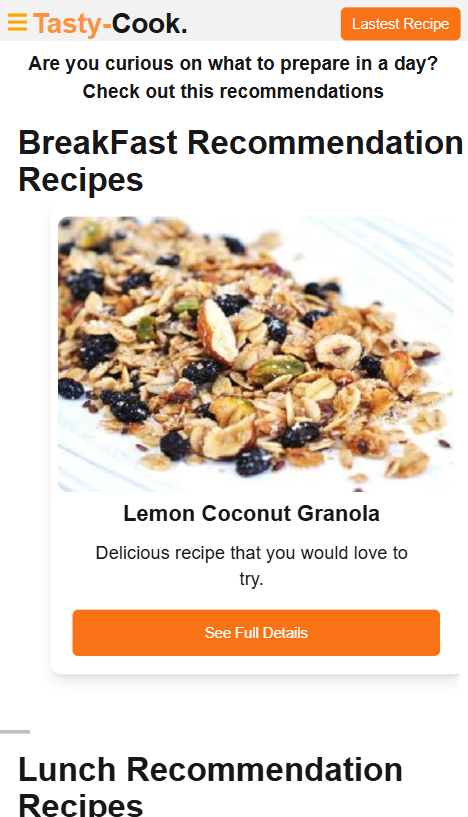 Tasty-Cook.
Lastest Recipe
Are you curious on what to prepare in a day?
Check out this recommendations
BreakFast Recommendation
Recipes
Lemon Coconut Granola
Delicious recipe that you would love to
try.
See Full Details
Lunch Recommendation
Recipes